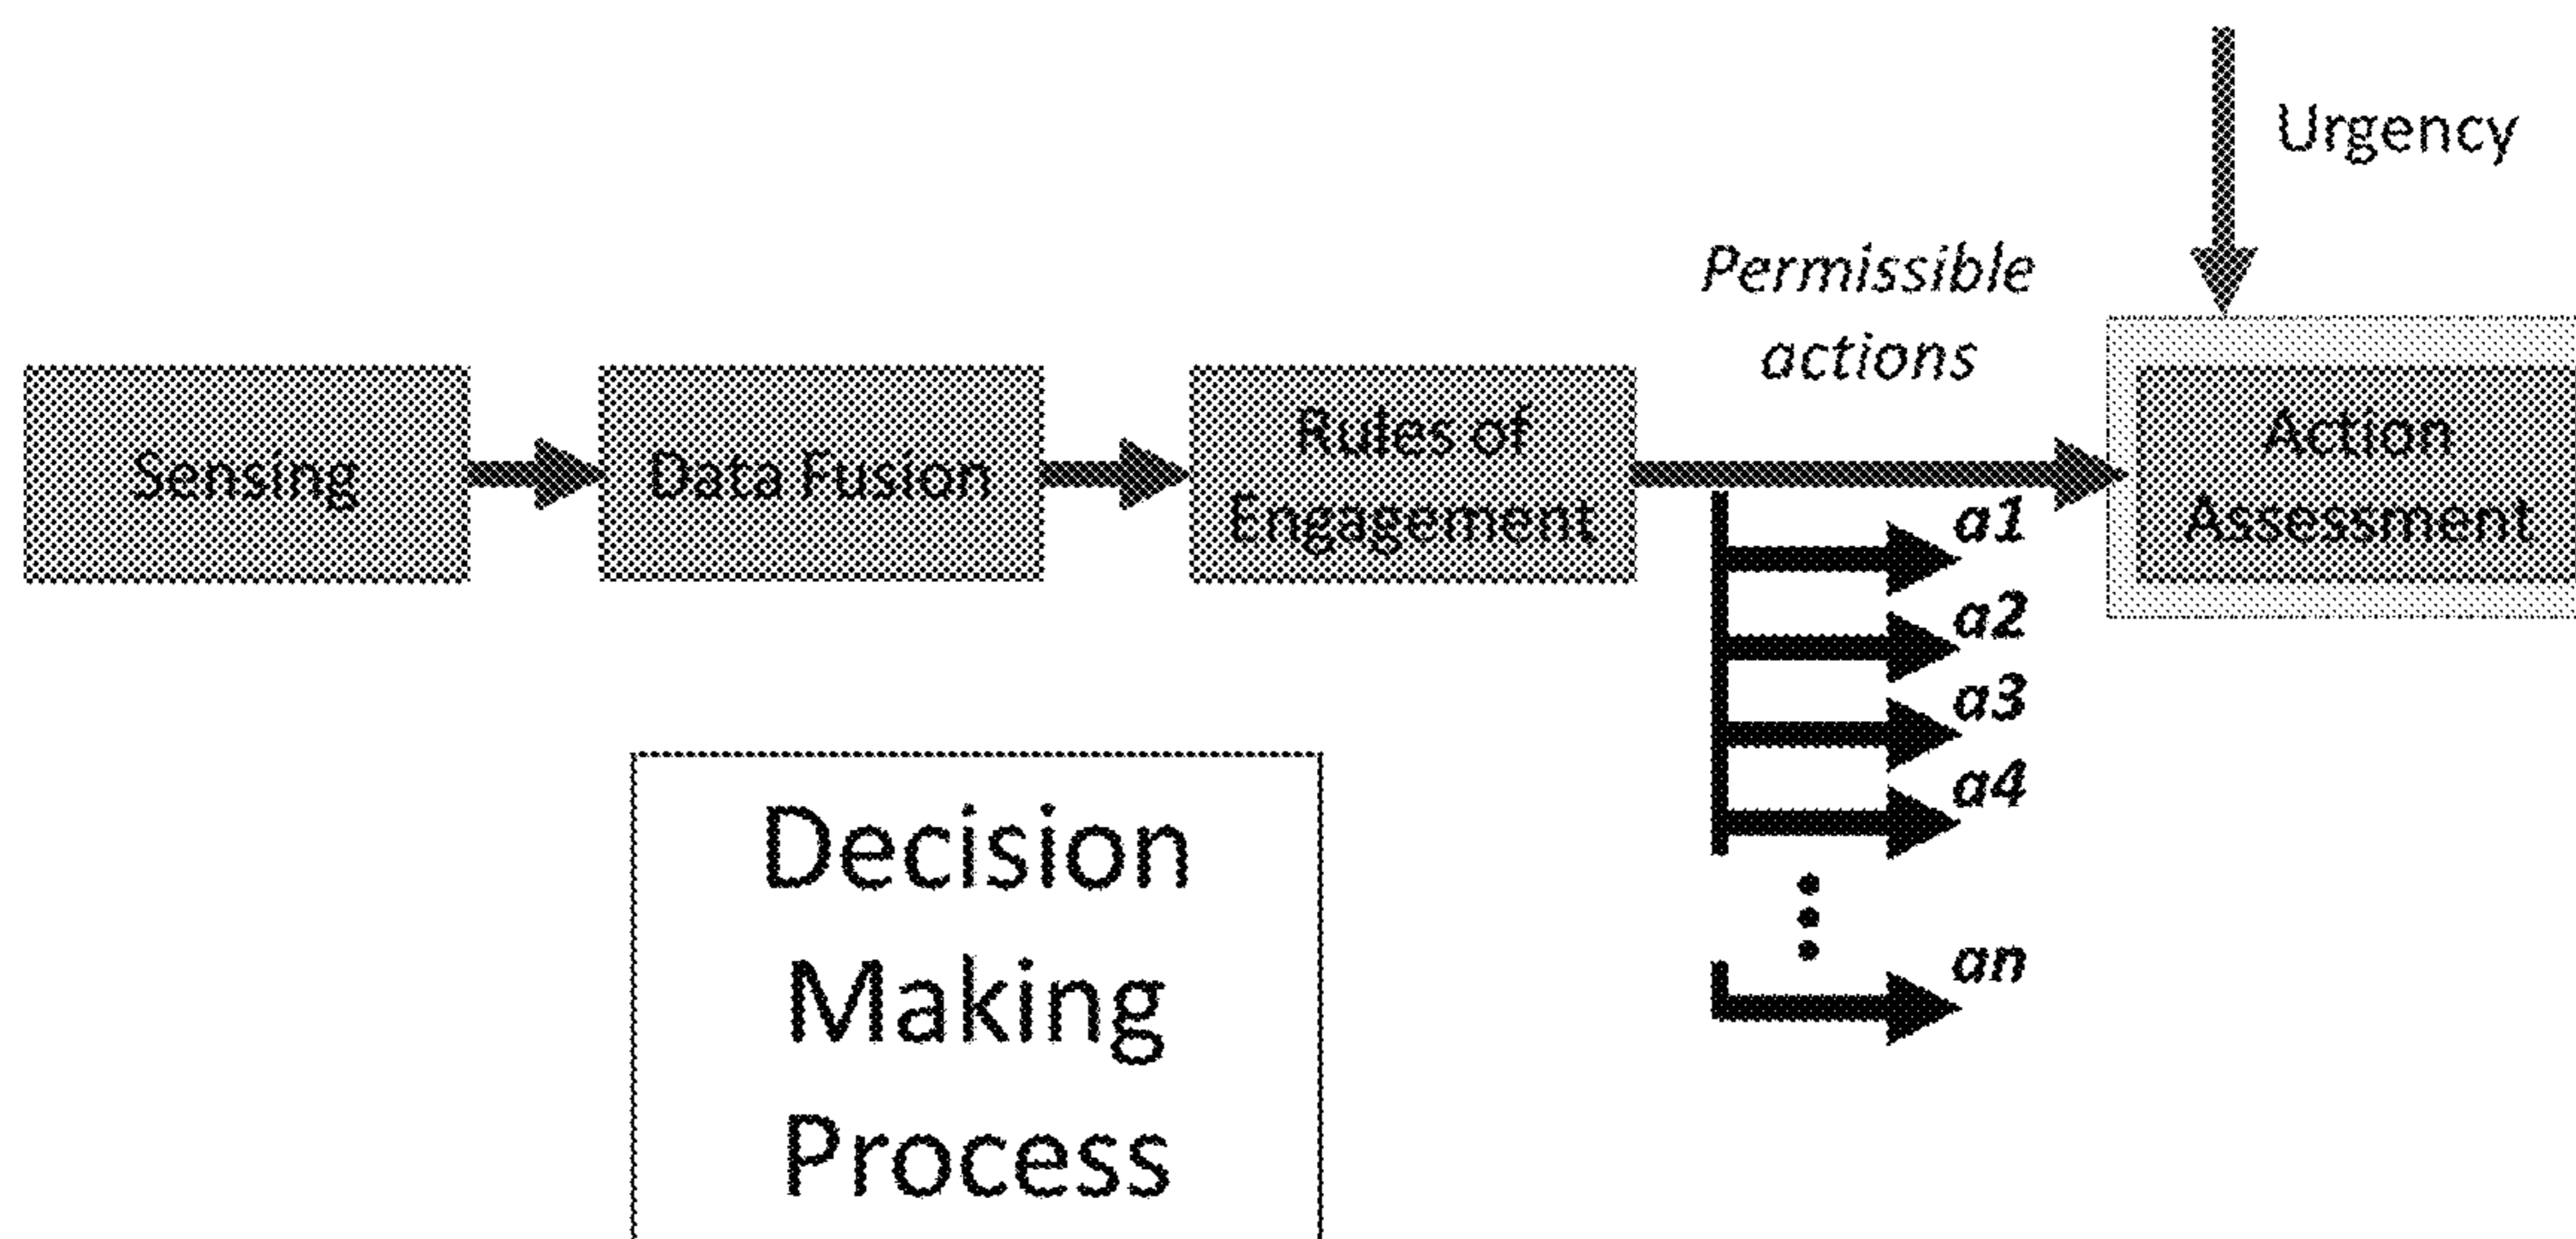 Urgency
Permissible
actions
Sensing
Data Fusion
Rules of
Engagement
Action
Assessment
a1
a2
a3
a4
an
Decision
Making
Process